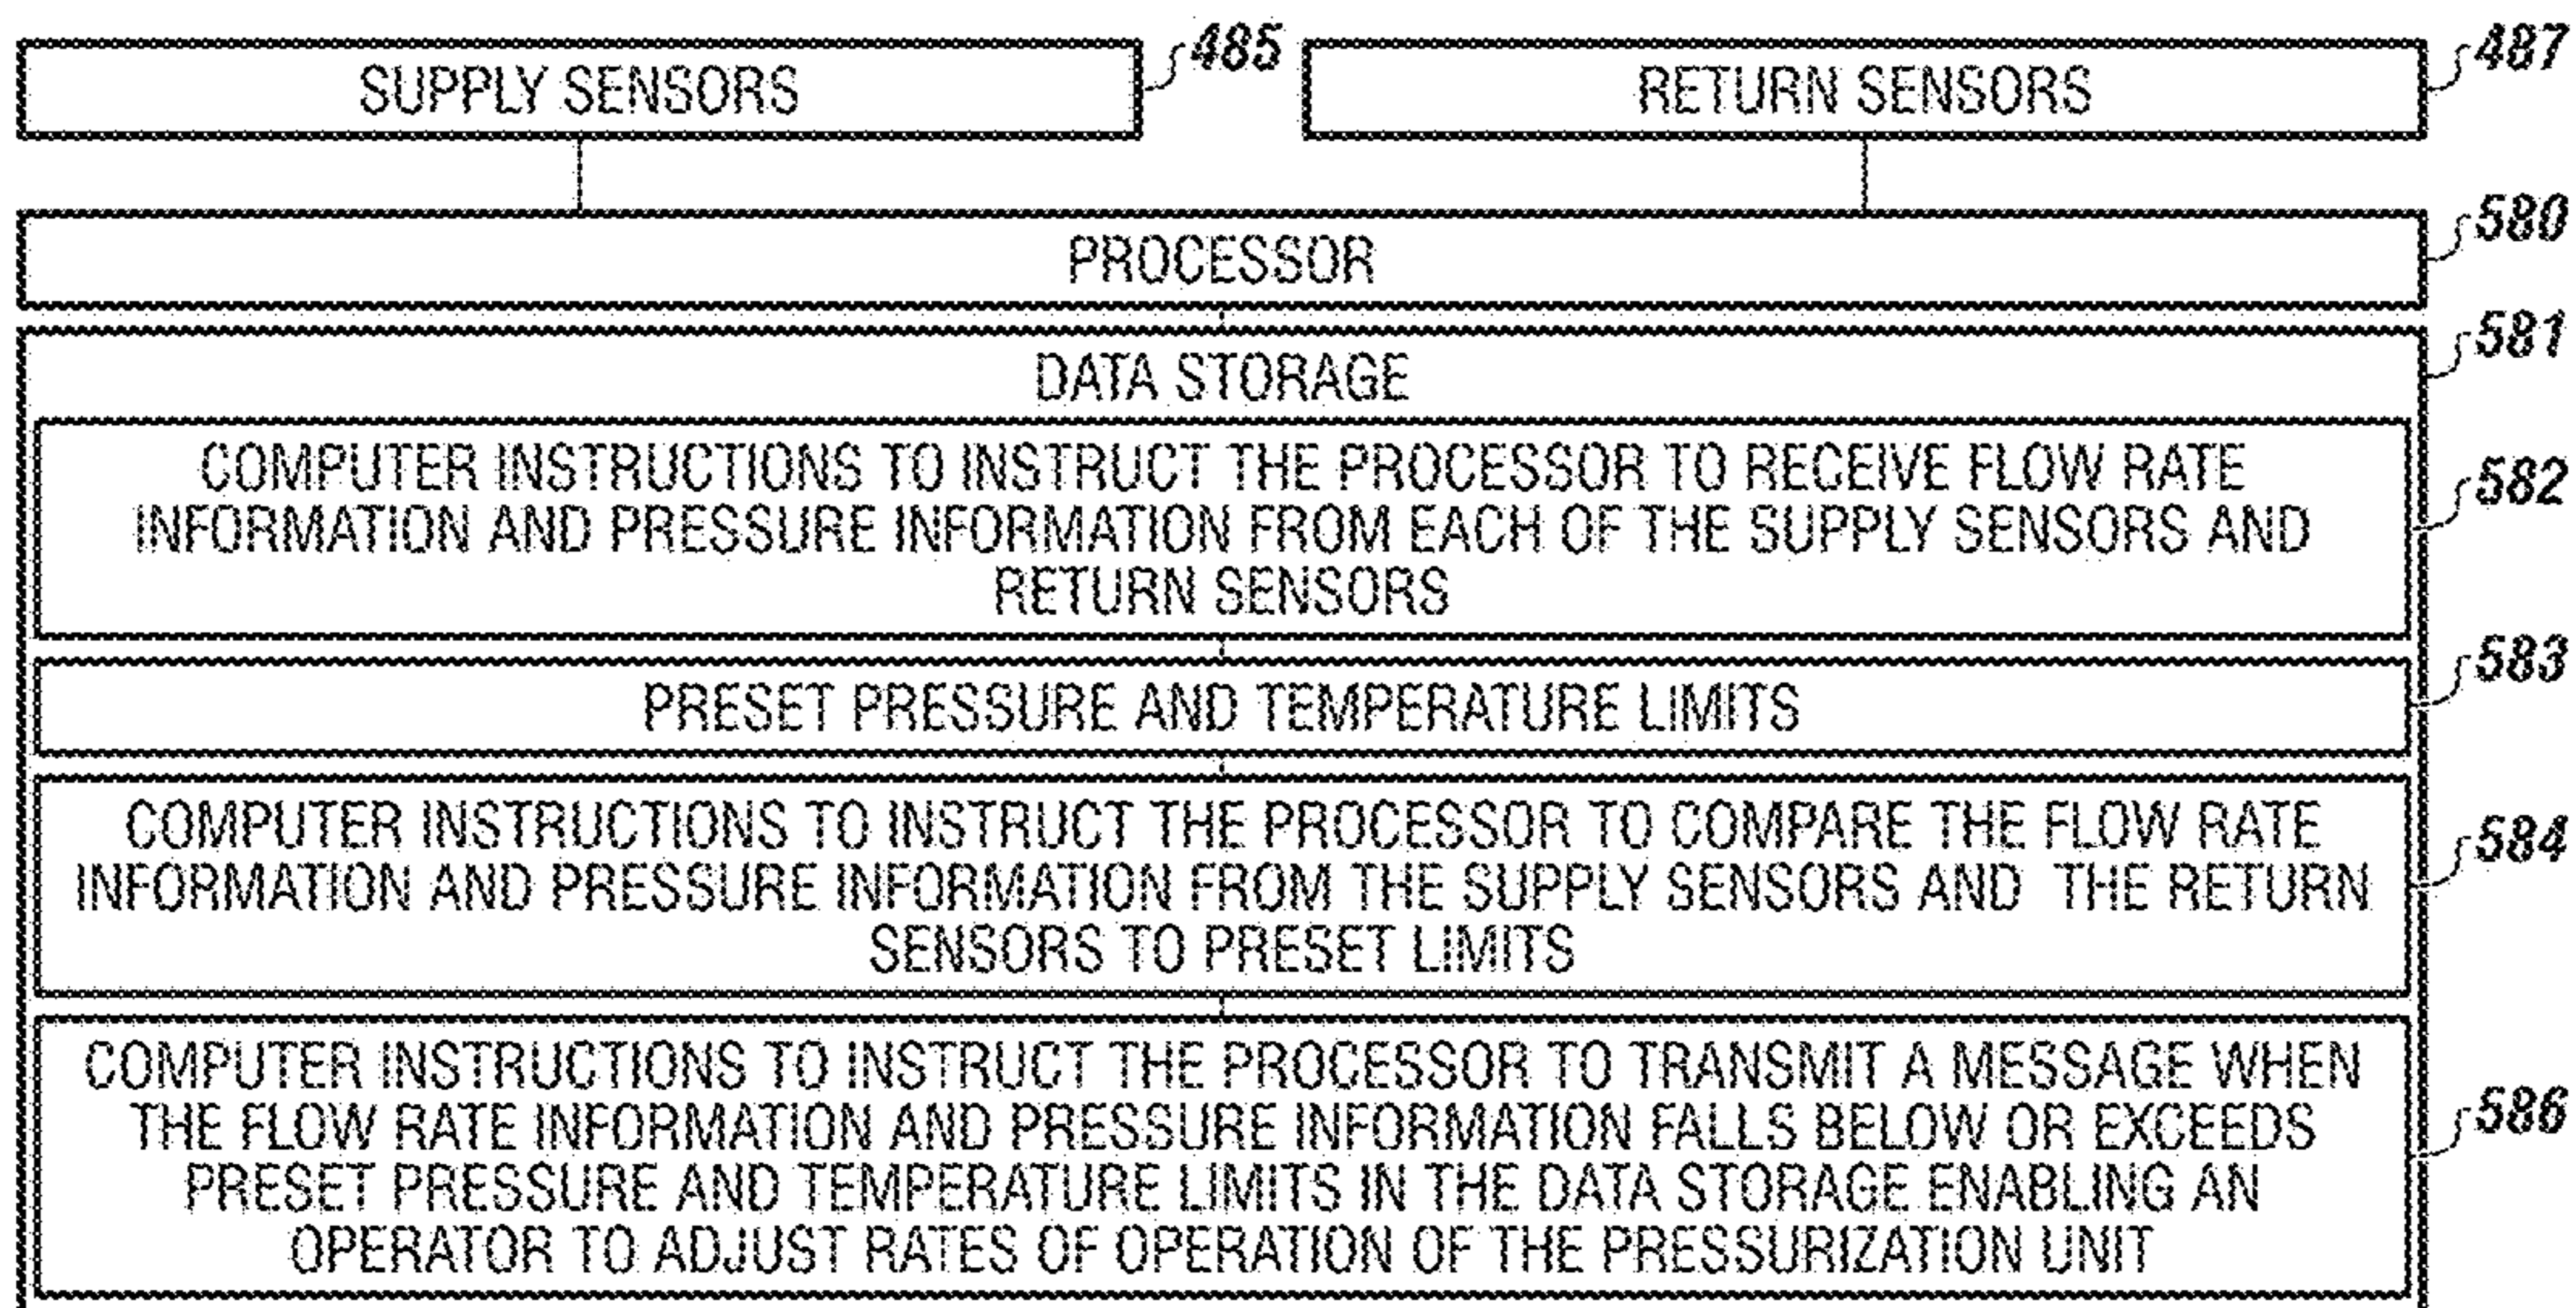 SUPPLY SENSORS
485
RETURN SENSORS
487
PROCESSOR
580
DATA STORAGE
581
COMPUTER INSTRUCTIONS TO INSTRUCT THE PROCESSOR TO RECEIVE FLOW RATE
INFORMATION AND PRESSURE INFORMATION FROM EACH OF THE SUPPLY SENSORS AND
RETURN SENSORS
582
PRESET PRESSURE AND TEMPERATURE LIMITS
583
COMPUTER INSTRUCTIONS TO INSTRUCT THE PROCESSOR TO COMPARE THE FLOW RATE
INFORMATION AND PRESSURE INFORMATION FROM THE SUPPLY SENSORS AND THE RETURN
SENSORS TO PRESET LIMITS
584
COMPUTER INSTRUCTIONS TO INSTRUCT THE PROCESSOR TO TRANSMIT A MESSAGE WHEN
THE FLOW RATE INFORMATION AND PRESSURE INFORMATION FALLS BELOW OR EXCEEDS
PRESET PRESSURE AND TEMPERATURE LIMITS IN THE DATA STORAGE ENABLING AN
OPERATOR TO ADJUST RATES OF OPERATION OF THE PRESSURIZATION UNIT
586